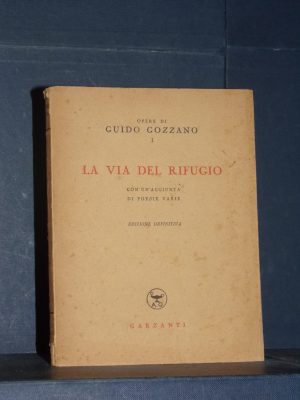 OPERE DI
GUIDO GOZZANO
I
LA VIA DEL RIFUGIO
CON UN'AGGIUNTA
DI POESIE VARIE
EDIZIONE DEFINITIVA
GARZANTI